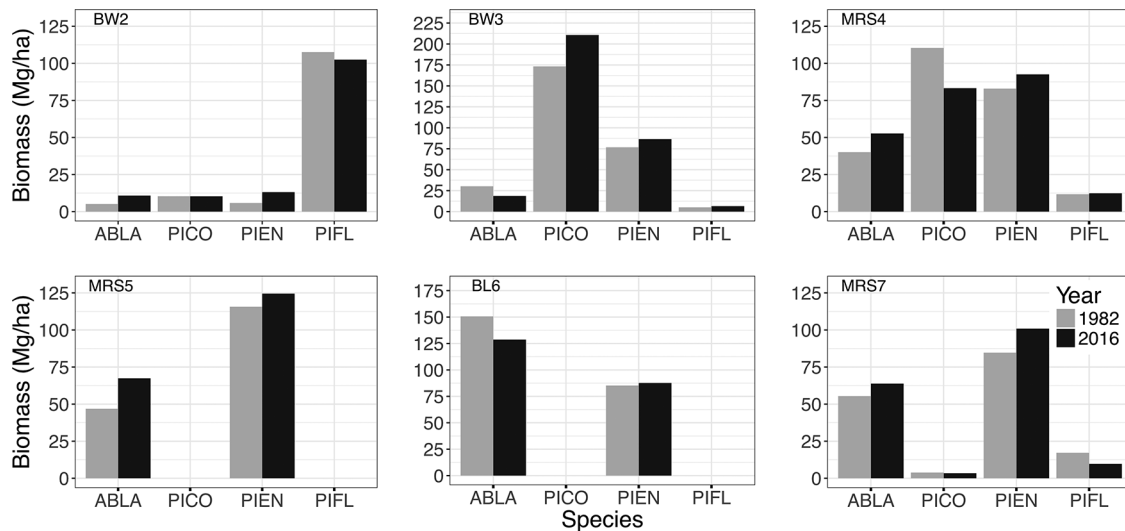 BW2
Biomass (Mg/ha)
125
100
75
50
25
0
ABLA PICO PIEN PIFL
BW3
225
200
175
150
125
100
75
50
25
0
ABLA PICO PIEN PIFL
MRS4
125
100
75
50
25
0
ABLA PICO PIEN PIFL
MRS5
Biomass (Mg/ha)
125
100
75
50
25
0
ABLA PICO PIEN PIFL
BL6
175
150
125
100
75
50
25
0
ABLA PICO PIEN PIFL
Species
MRS7
125
100
75
50
25
0
ABLA PICO PIEN PIFL
Year
1982
2016